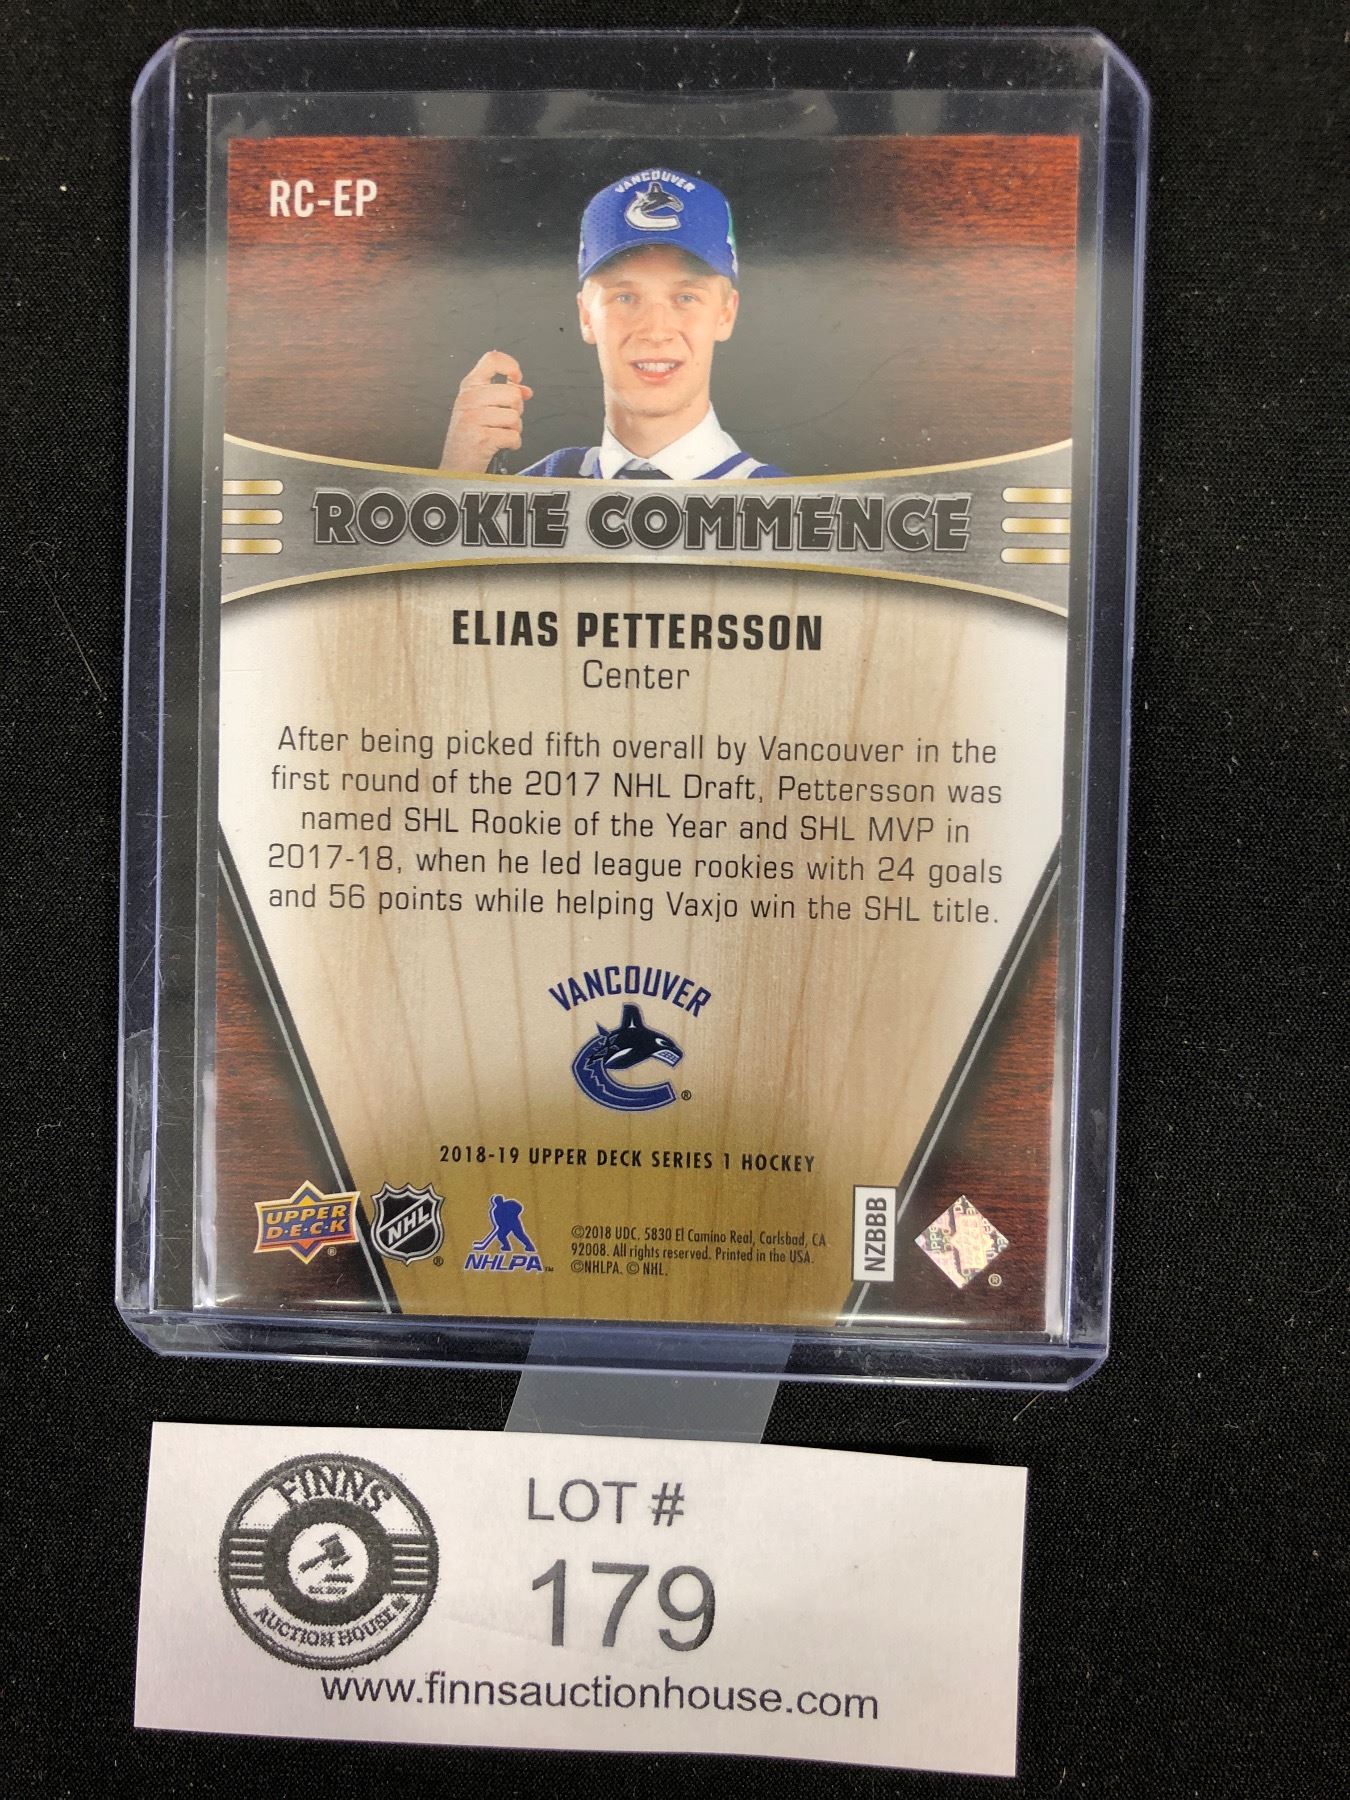 RC-EP
VANCOUVER
ROOKIE COMMENCE
ELIAS PETTERSSON
Center
After being picked fifth overall by Vancouver in the
first round of the 2017 NHL Draft, Pettersson was
named SHL Rookie of the Year and SHL MVP in
2017-18, when he led league rookies with 24 goals
and 56 points while helping Vaxjo win the SHL title.
VANCOUVER
®
2018-19 UPPER DECK SERIES 1 HOCKEY
UPPER
D·E·C·K
®
NHL
®
NHLPA™
©2018 UDC. 5830 El Camino Real, Carlsbad, CA
92008. All rights reserved. Printed in the USA.
©NHLPA. © NHL.
NZBBB
®
FINNS
AUCTION HOUSE
LOT #
179
www.finnsauctionhouse.com